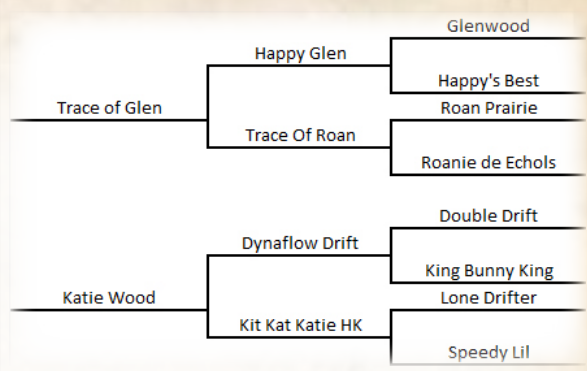 Glenwood
Happy Glen
Happy's Best
Trace of Glen
Roan Prairie
Trace Of Roan
Roanie de Echols
Double Drift
Dynaflow Drift
King Bunny King
Katie Wood
Lone Drifter
Kit Kat Katie HK
Speedy Lil